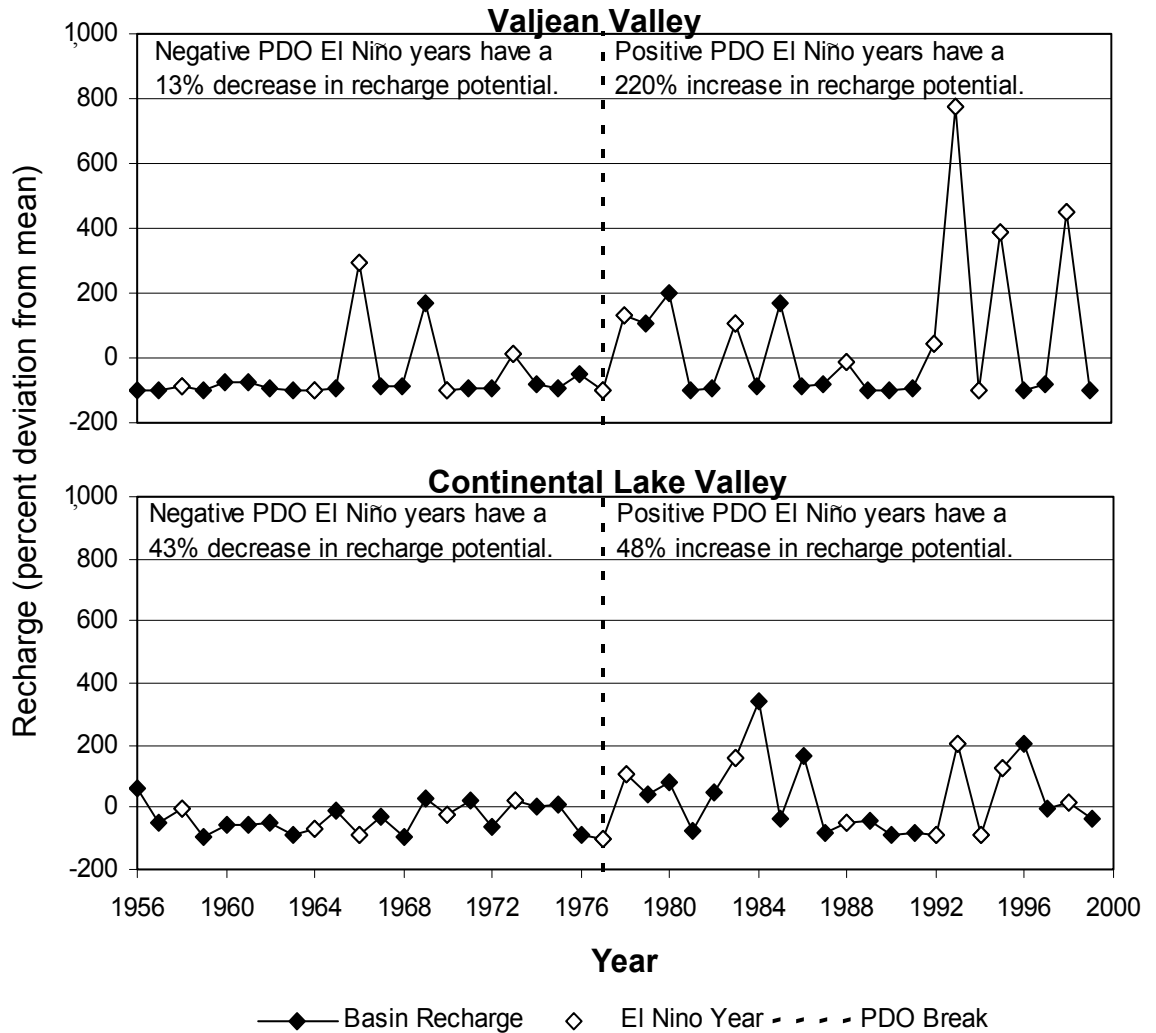 Valjean Valley
Negative PDO El Niño years have a
13% decrease in recharge potential.
Positive PDO El Niño years have a
220% increase in recharge potential.
1,000
800
600
400
200
0
-200
Recharge (percent deviation from mean)
Continental Lake Valley
Negative PDO El Niño years have a
43% decrease in recharge potential.
Positive PDO El Niño years have a
48% increase in recharge potential.
1,000
800
600
400
200
0
-200
1956 1960 1964 1968 1972 1976 1980 1984 1988 1992 1996 2000
Year
Basin Recharge El Nino Year PDO Break